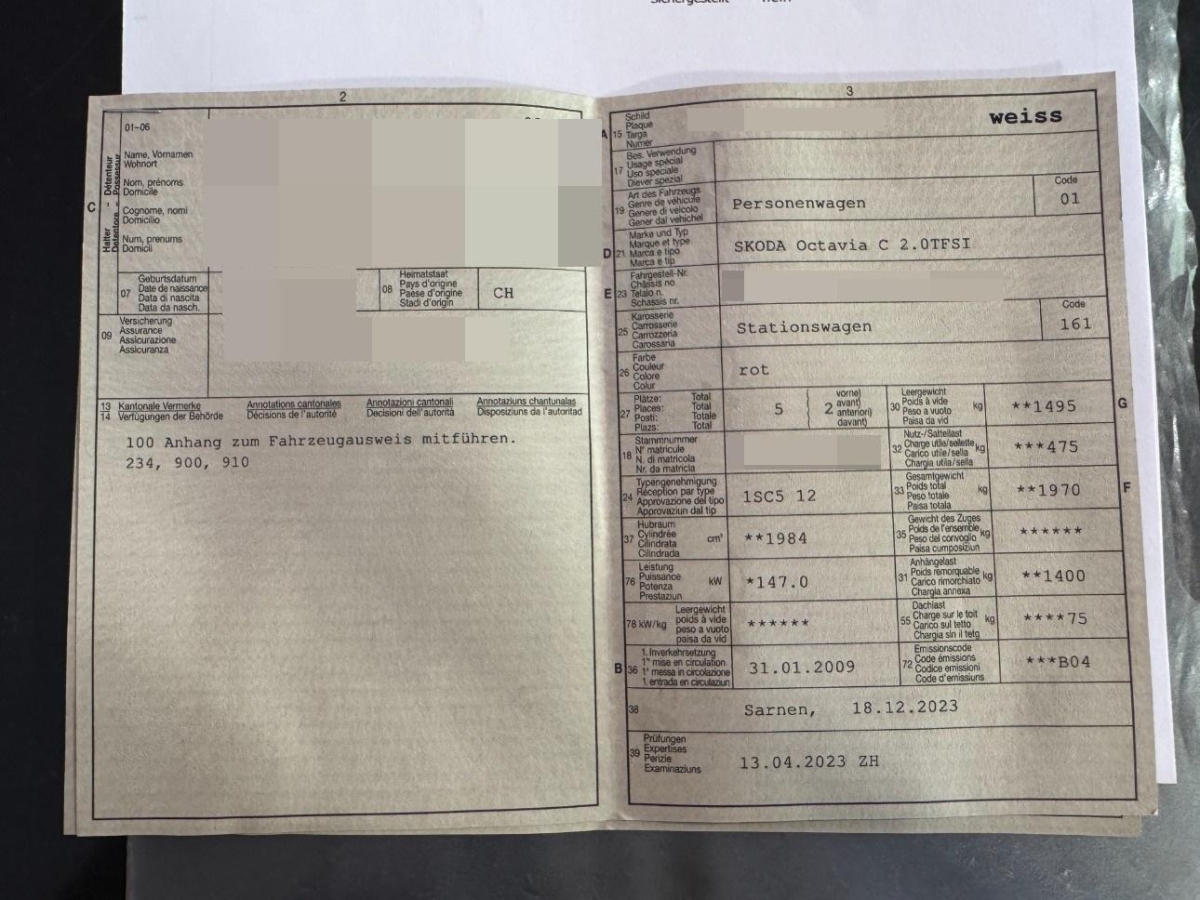 Sichergestellt nein
2
01-06
Halter - Détenteur
Detentore - Possessur
C
Name, Vornamen
Wohnort
Nom, prénoms
Domicile
Cognome, nomi
Domicilio
Num, prenums
Domicil
07
Geburtsdatum
Date de naissance
Data di nascita
Data da nasch.
08
Heimatstaat
Pays d'origine
Paese d'origine
Stadi d'origin
CH
09
Versicherung
Assurance
Assicurazione
Assicuranza
13 Kantonale Vermerke Annotations cantonales Annotazioni cantonali Annotaziuns chantunalas
14 Verfügungen der Behörde Décisions de l'autorité Decisioni dell'autorità Disposiziuns da l'autoritad
100 Anhang zum Fahrzeugausweis mitführen.
234, 900, 910
3
A 15
Schild
Plaque
Targa
Numer
weiss
17
Bes. Verwendung
Usage spécial
Uso speciale
Diever spezial
19
Art des Fahrzeugs
Genre de véhicule
Genere di veicolo
Gener dal vehichel
Personenwagen
Code
01
D 21
Marke und Typ
Marque et type
Marca e tipo
Marca e tip
SKODA Octavia C 2.0TFSI
E 23
Fahrgestell-Nr.
Châssis no
Telaio n.
Schassis nr.
25
Karosserie
Carrosserie
Carrozzeria
Carossaria
Stationswagen
Code
161
26
Farbe
Couleur
Colore
Colur
rot
27
Plätze: Total
Places: Total
Posti: Totale
Plazs: Total
5
2
vorne)
avant)
anteriori)
davant)
30
Leergewicht
Poids à vide
Peso a vuoto
Paisa da vid
kg
**1495
G
18
Stammnummer
N° matricule
N. di matricola
Nr. da matricla
32
Nutz-/Sattellast
Charge utile/sellette
Carico utile/sella
Chargia utila/sella
kg
***475
24
Typengenehmigung
Réception par type
Approvazione del tipo
Approvaziun dal tip
1SC5 12
33
Gesamtgewicht
Poids total
Peso totale
Paisa totala
kg
**1970
F
37
Hubraum
Cylindrée
Cilindrata
Cilindrada
cm³
**1984
35
Gewicht des Zuges
Poids de l'ensemble
Peso del convoglio
Paisa cumposiziun
kg
******
76
Leistung
Puissance
Potenza
Prestaziun
kW
*147.0
31
Anhängelast
Poids remorquable
Carico rimorchiato
Chargia annexa
kg
**1400
78 kW/kg
Leergewicht
poids à vide
peso a vuoto
paisa da vid
******
55
Dachlast
Charge sur le toit
Carico sul tetto
Chargia sin il tetg
kg
****75
B 36
1. Inverkehrsetzung
1re mise en circulation
1a messa in circolazione
1. entrada en circulaziun
31.01.2009
72
Emissionscode
Code émissions
Codice emissioni
Code d'emissiuns
***B04
38
Sarnen, 18.12.2023
39
Prüfungen
Expertises
Perizie
Examinaziuns
13.04.2023 ZH